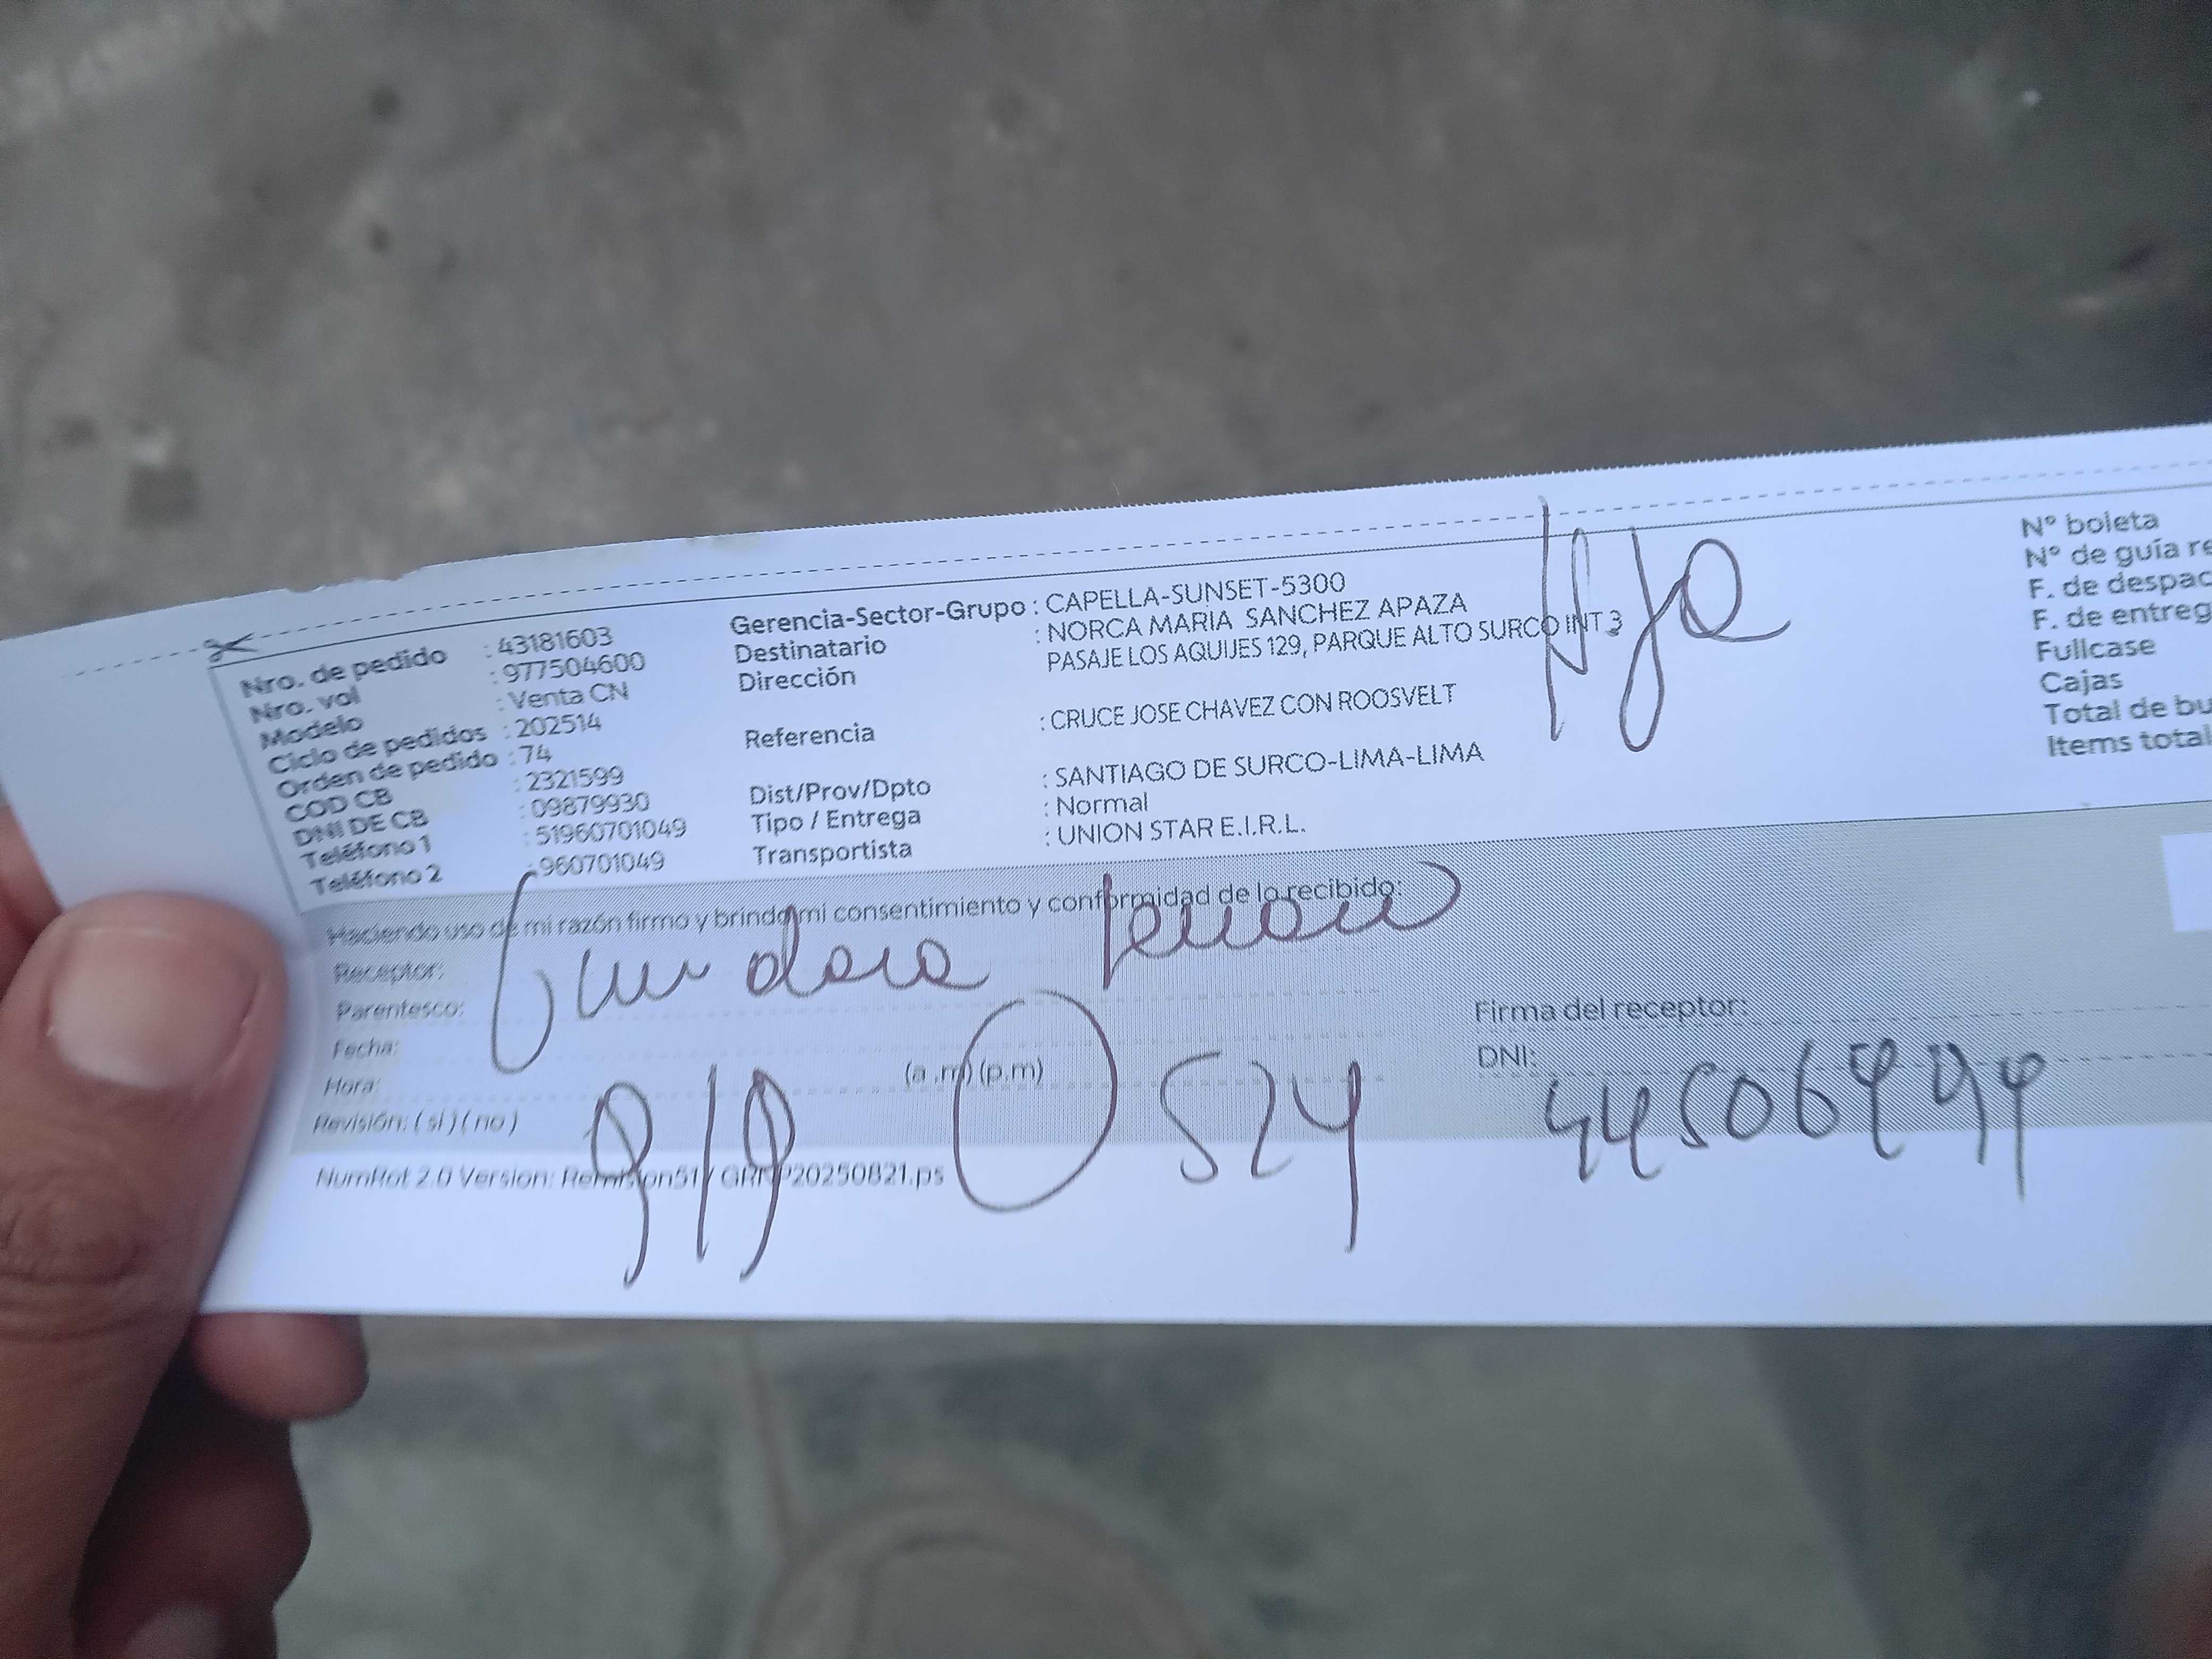 Nro. de pedido : 43181603
Nro. vol : 977504600
Modelo : Venta CN
Ciclo de pedidos : 202514
Orden de pedido : 74
COD CB : 2321599
DNI DE CB : 09879930
Teléfono 1 : 51960701049
Teléfono 2 : 960701049
Gerencia-Sector-Grupo : CAPELLA-SUNSET-5300
Destinatario : NORCA MARIA SANCHEZ APAZA
Dirección : PASAJE LOS AQUIJES 129, PARQUE ALTO SURCO INT 3
Referencia : CRUCE JOSE CHAVEZ CON ROOSVELT
Dist/Prov/Dpto : SANTIAGO DE SURCO-LIMA-LIMA
Tipo / Entrega : Normal
Transportista : UNION STAR E.I.R.L.
Hja
N° boleta
N° de guía re
F. de despac
F. de entreg
Fullcase
Cajas
Total de bu
Items total
Haciendo uso de mi razón firmo y brindo mi consentimiento y conformidad de lo recibido:
Receptor:
Parentesco:
Fecha:
Hora: (a .m) (p.m)
Revisión: ( si ) ( no )
Firma del receptor:
DNI:
9/9 524
NumRot 2.0 Version: 20250821.ps